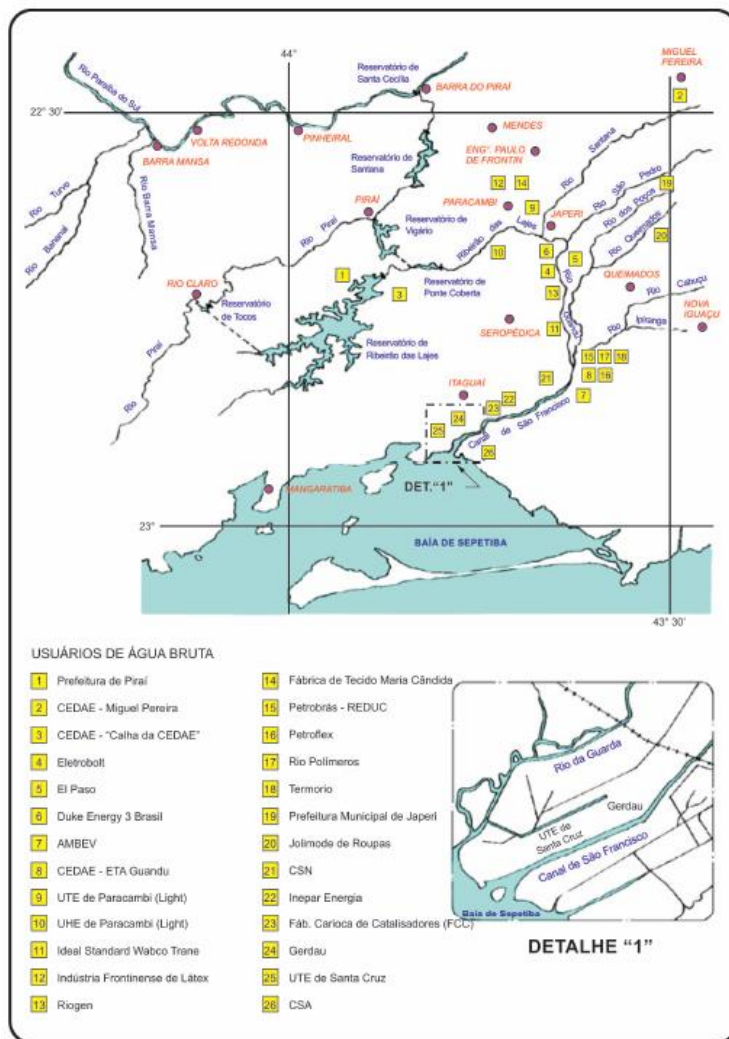 MIGUEL
PEREIRA
44°
Reservatório de
Santa Cecília
BARRA DO PIRAÍ
Rio Paraíba do Sul
22° 30'
2
VOLTA REDONDA
PINHEIRAL
MENDES
BARRA MANSA
ENGº. PAULO
DE FRONTIN
Rio Santana
Reservatório de
Santana
12
14
Rio São Pedro
19
Rio Turvo
Rio Bananal
Rio Barra Mansa
PIRAÍ
PARACAMBI
9
JAPERI
Rio dos Poços
Rio Queimados
20
Rio Piraí
Reservatório de
Vigário
Ribeirão das Lajes
10
6
5
4
1
3
Reservatório de
Ponte Coberta
13
QUEIMADOS
Rio Cabuçu
RIO CLARO
Reservatório
de Tocos
NOVA
IGUAÇU
SEROPÉDICA
11
Rio Guandu
Rio Ipiranga
Rio Piraí
Reservatório de
Ribeirão das Lajes
15
17
18
ITAGUAÍ
21
8
16
7
22
23
24
25
Canal de São Francisco
26
MANGARATIBA
DET."1"
23°
BAÍA DE SEPETIBA
43° 30'
USUÁRIOS DE ÁGUA BRUTA
1 Prefeitura de Piraí
2 CEDAE - Miguel Pereira
3 CEDAE - "Calha da CEDAE"
4 Eletrobolt
5 El Paso
6 Duke Energy 3 Brasil
7 AMBEV
8 CEDAE - ETA Guandu
9 UTE de Paracambi (Light)
10 UHE de Paracambi (Light)
11 Ideal Standard Wabco Trane
12 Indústria Frontinense de Látex
13 Riogen
14 Fábrica de Tecido Maria Cândida
15 Petrobrás - REDUC
16 Petroflex
17 Rio Polímeros
18 Termorio
19 Prefeitura Municipal de Japeri
20 Jolimode de Roupas
21 CSN
22 Inepar Energia
23 Fáb. Carioca de Catalisadores (FCC)
24 Gerdau
25 UTE de Santa Cruz
26 CSA
Rio da Guarda
Gerdau
UTE de
Santa Cruz
Canal de São Francisco
Baía de Sepetiba
DETALHE "1"